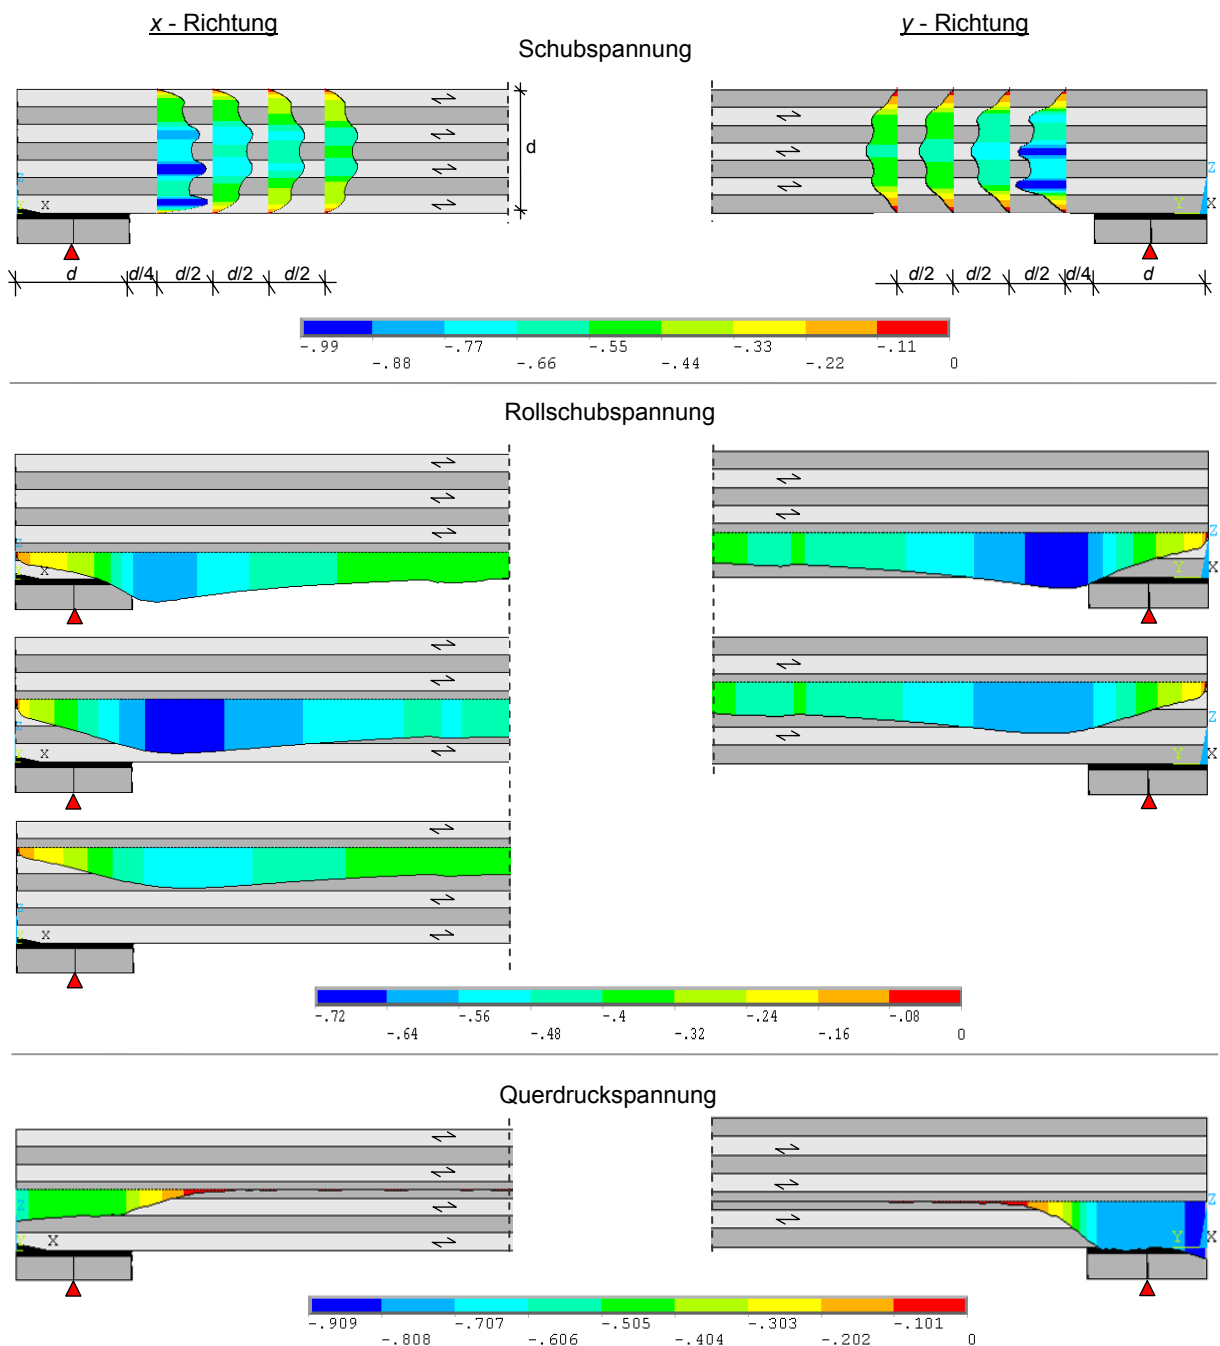 x - Richtung
y - Richtung
Schubspannung
d
Z
Y X
Z
Y X
d d/4 d/2 d/2 d/2
d/2 d/2 d/2 d/4 d
-.99 -.77 -.55 -.33 -.11
-.88 -.66 -.44 -.22 0
Rollschubspannung
Z
Y X
Z
Y X
Z
Y X
Z
Y X
Z
Y X
-.72 -.56 -.4 -.24 -.08
-.64 -.48 -.32 -.16 0
Querdruckspannung
Z
Y X
Z
Y X
-.909 -.707 -.505 -.303 -.101
-.808 -.606 -.404 -.202 0